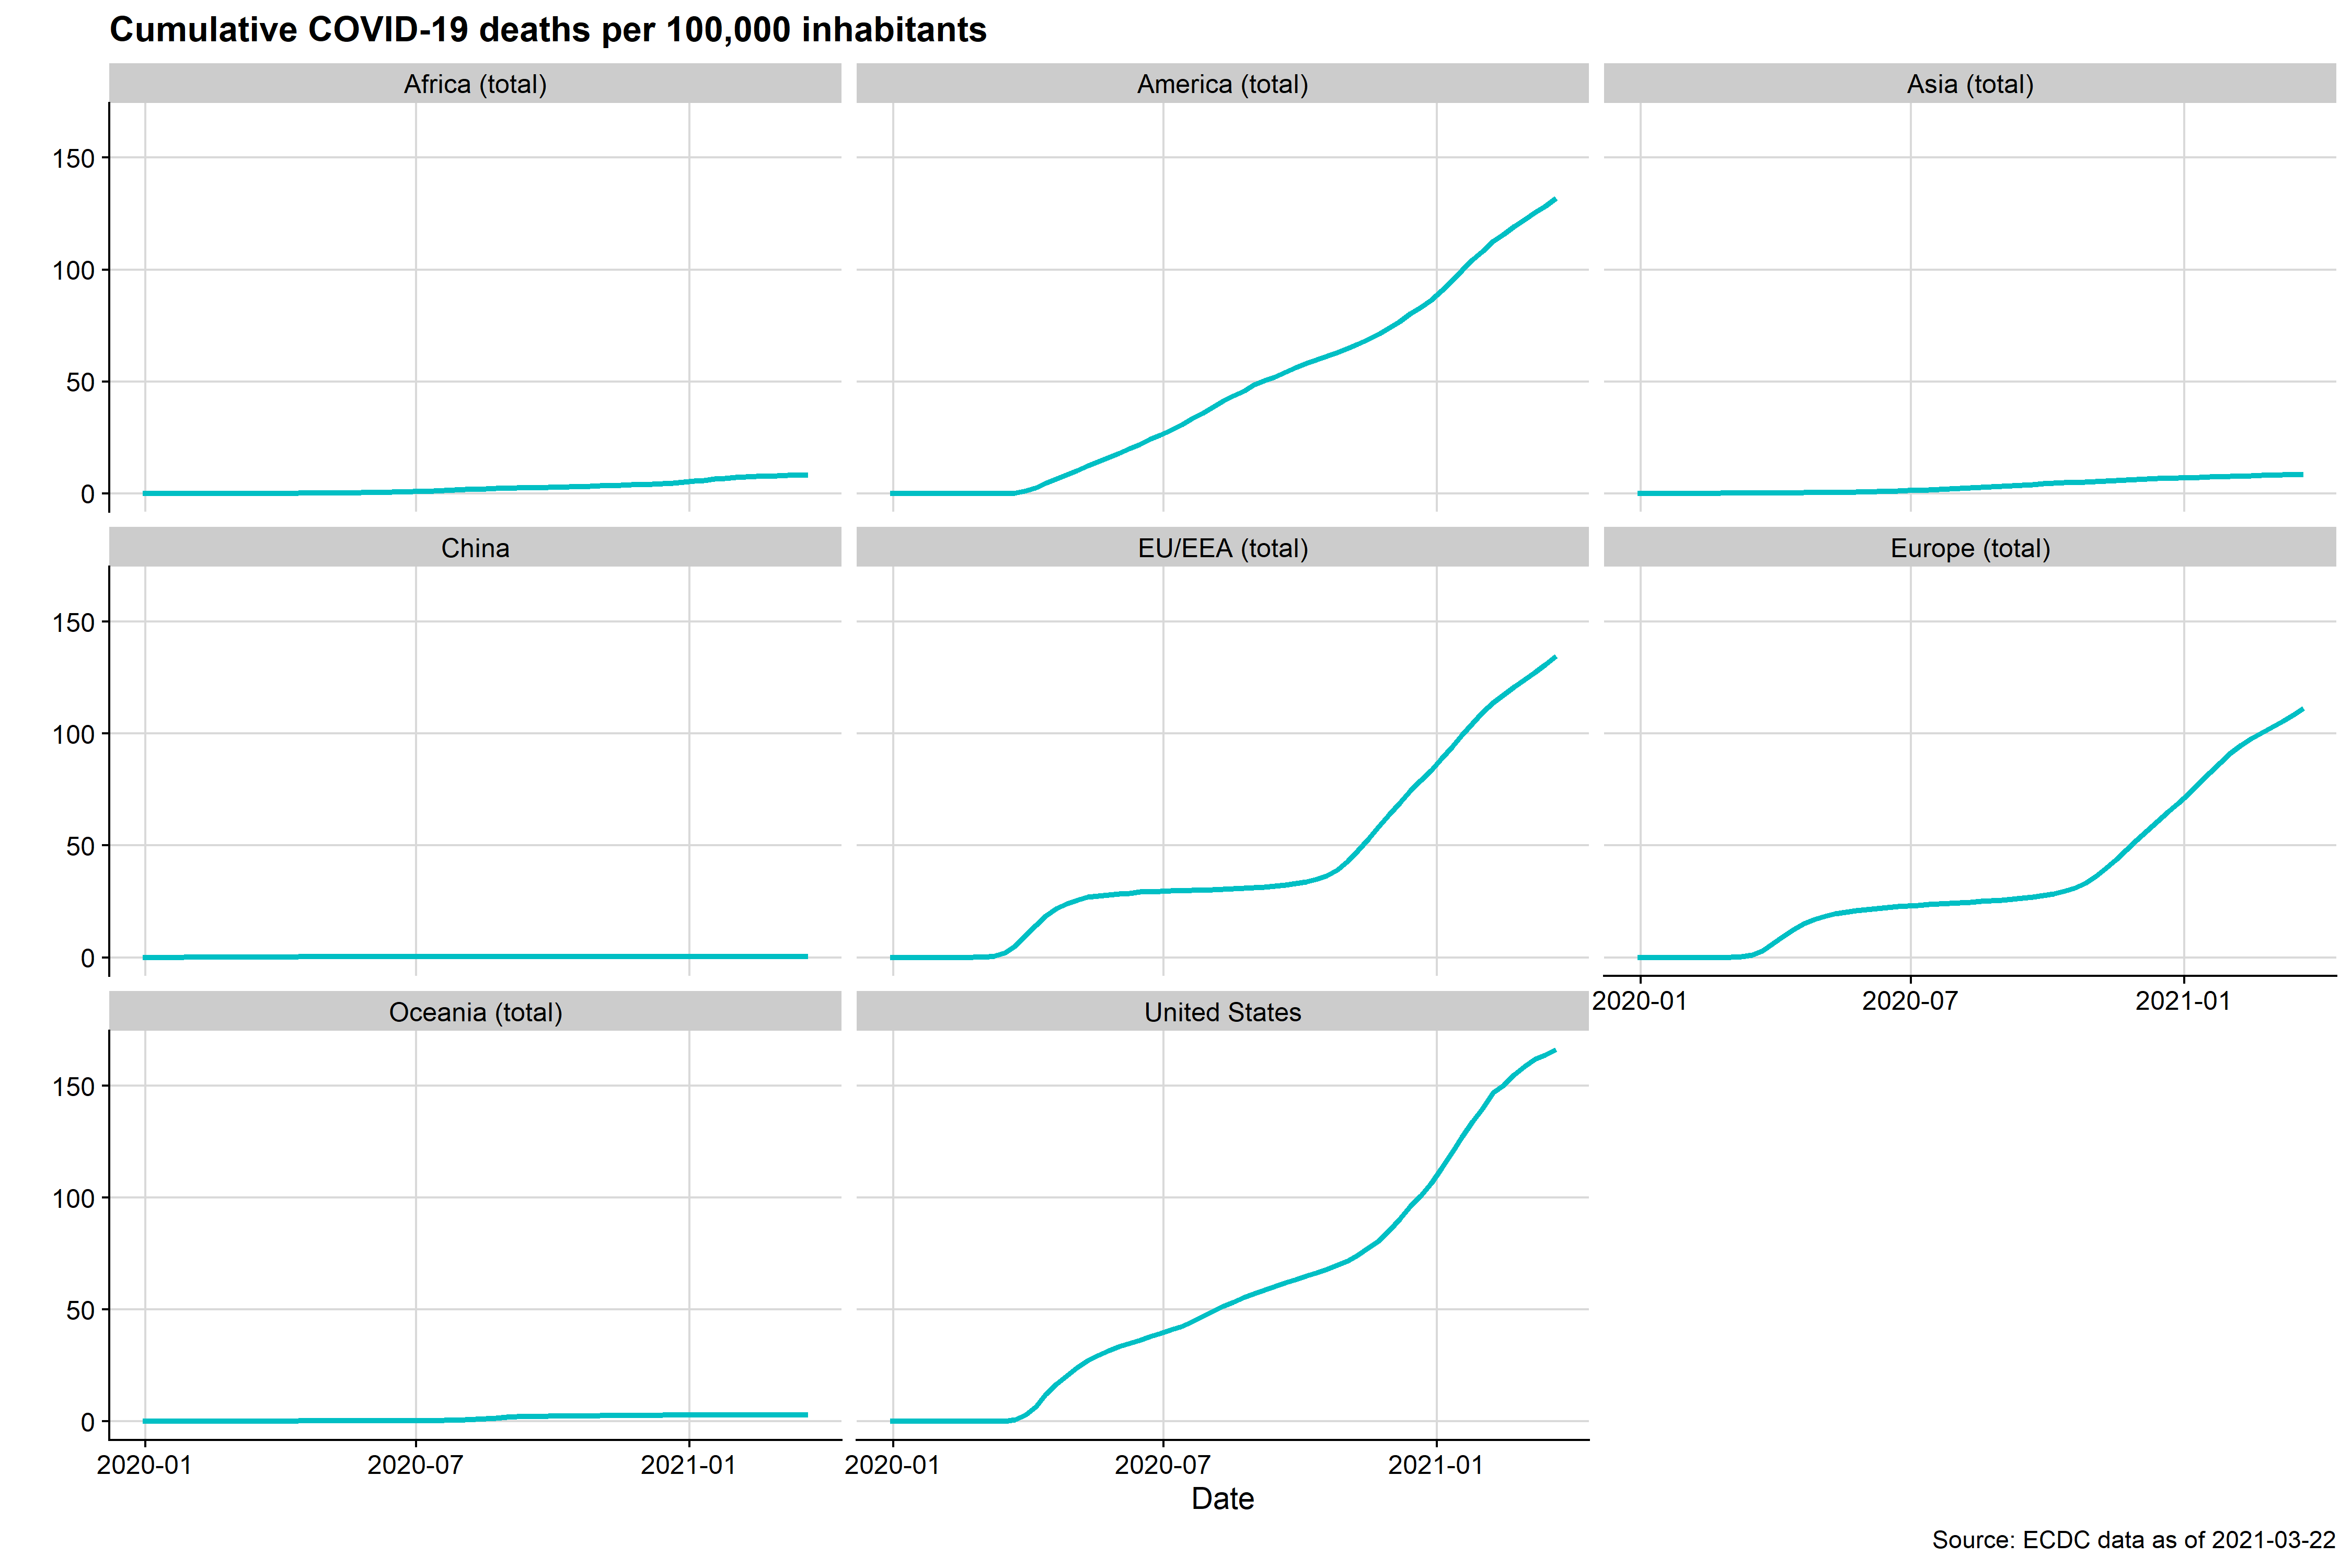 Cumulative COVID-19 deaths per 100,000 inhabitants
Africa (total)
America (total)
Asia (total)
150
100
50
0
China
EU/EEA (total)
Europe (total)
150
100
50
0
2020-01
2020-07
2021-01
Oceania (total)
United States
150
100
50
0
2020-01
2020-07
2021-01
2020-01
2020-07
2021-01
Date
Source: ECDC data as of 2021-03-22